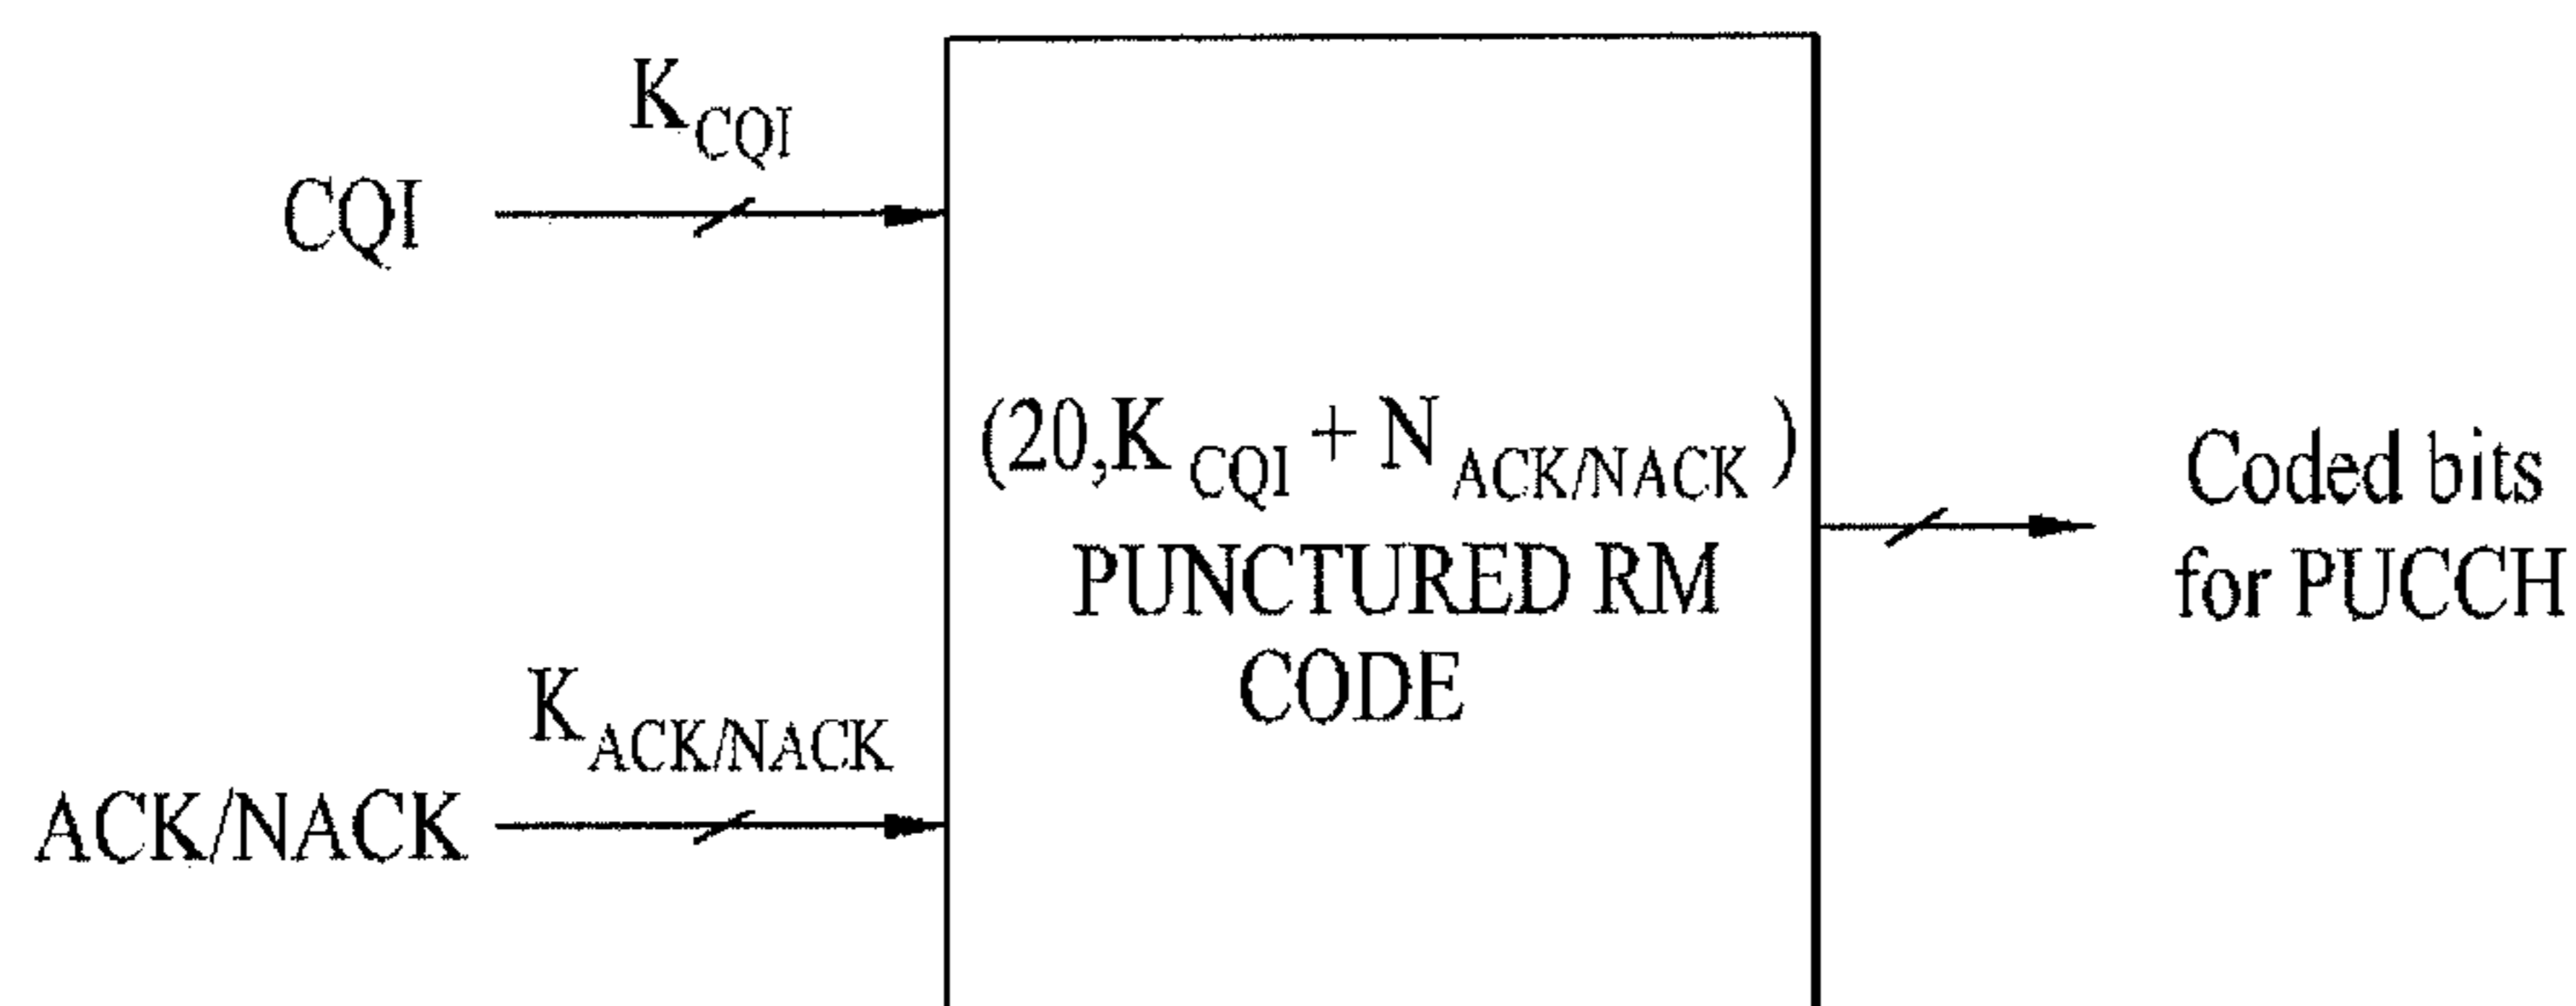 K_CQI
CQI
(20,K_CQI + N_ACK/NACK )
PUNCTURED RM
CODE
Coded bits
for PUCCH
K_ACK/NACK
ACK/NACK